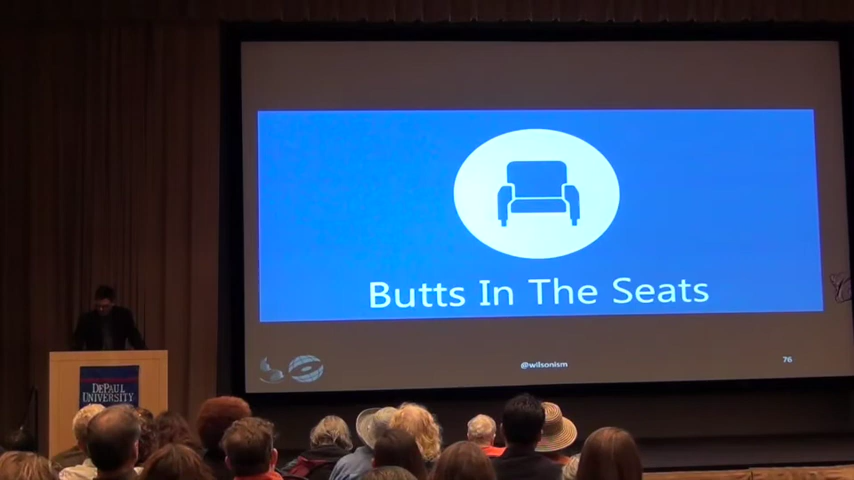 Butts In The Seats
@wilsonism
76
DEPAUL
UNIVERSITY